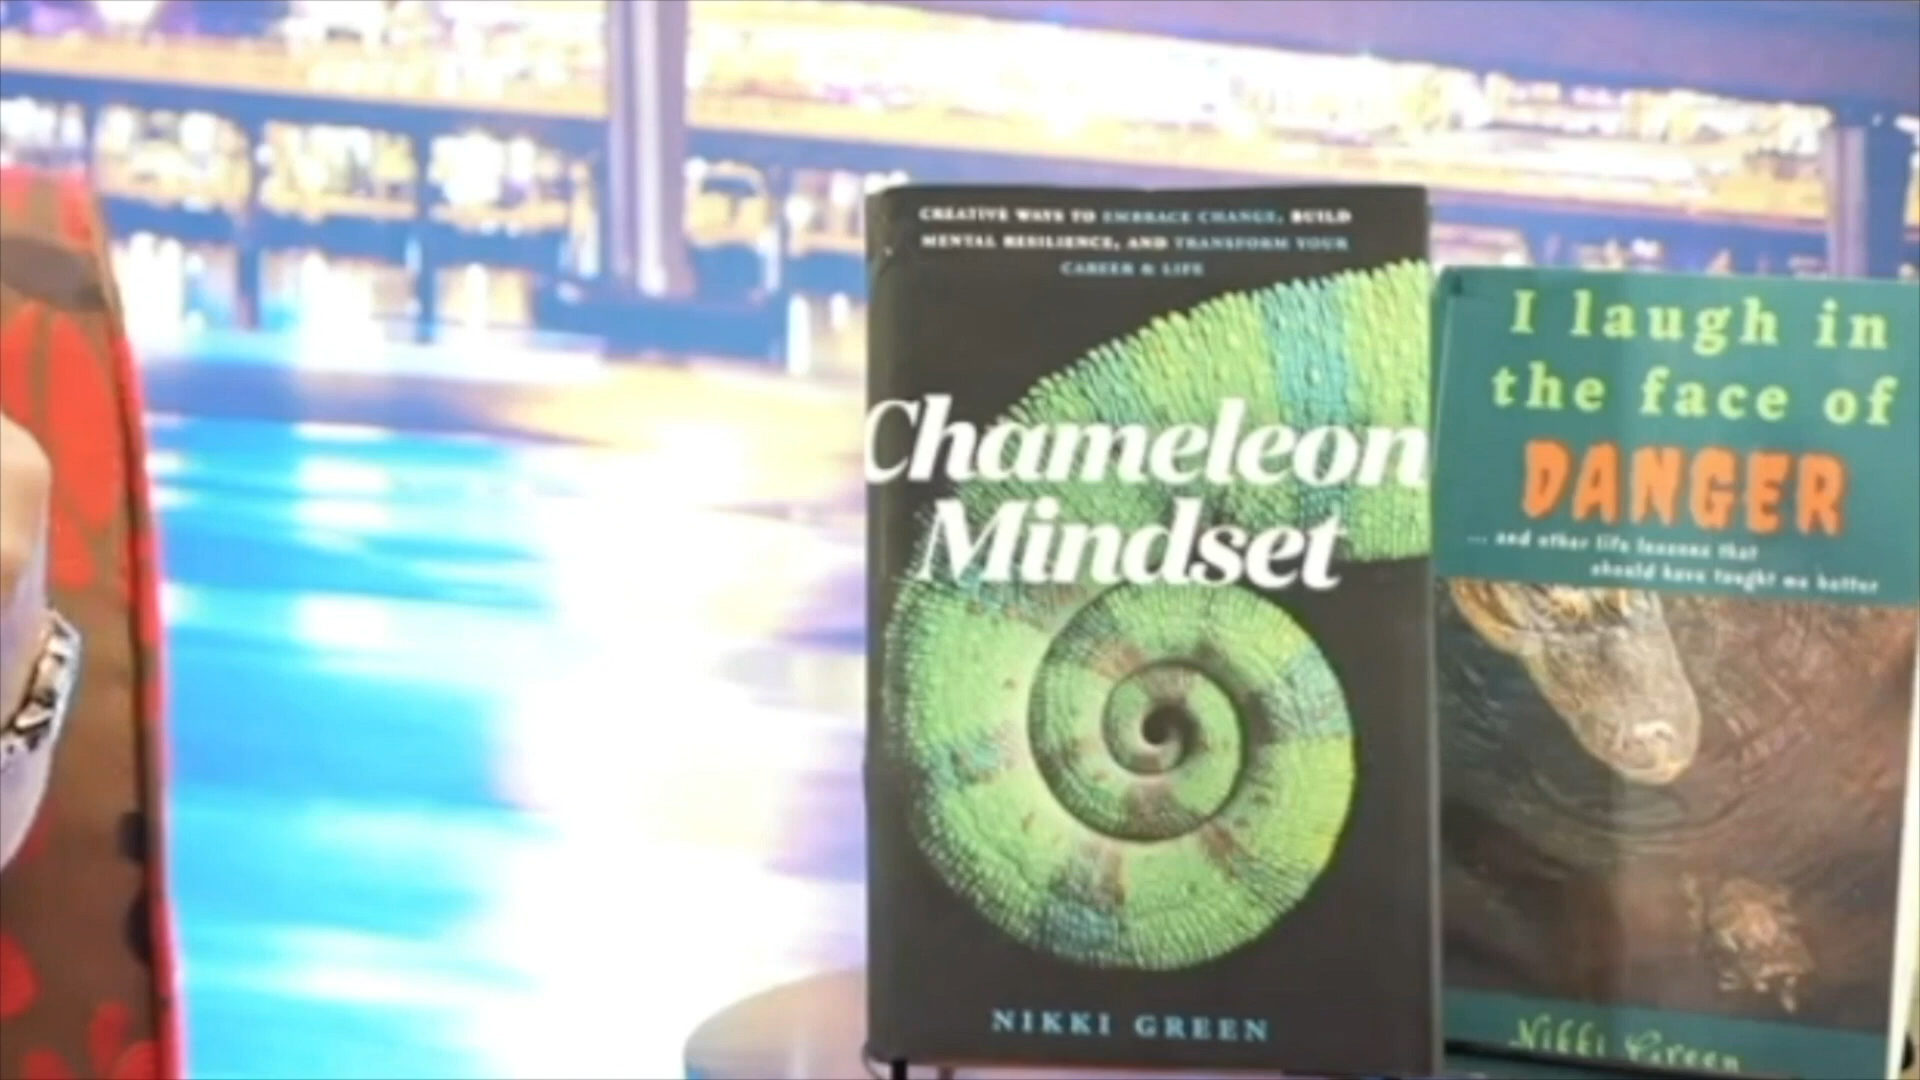 CREATIVE WAYS TO EMBRACE CHANGE, BUILD
MENTAL RESILIENCE, AND TRANSFORM YOUR
CAREER & LIFE
Chameleon
Mindset
NIKKI GREEN
I laugh in
the face of
DANGER
... and other life lessons that
should have taught me better
Nikki Green